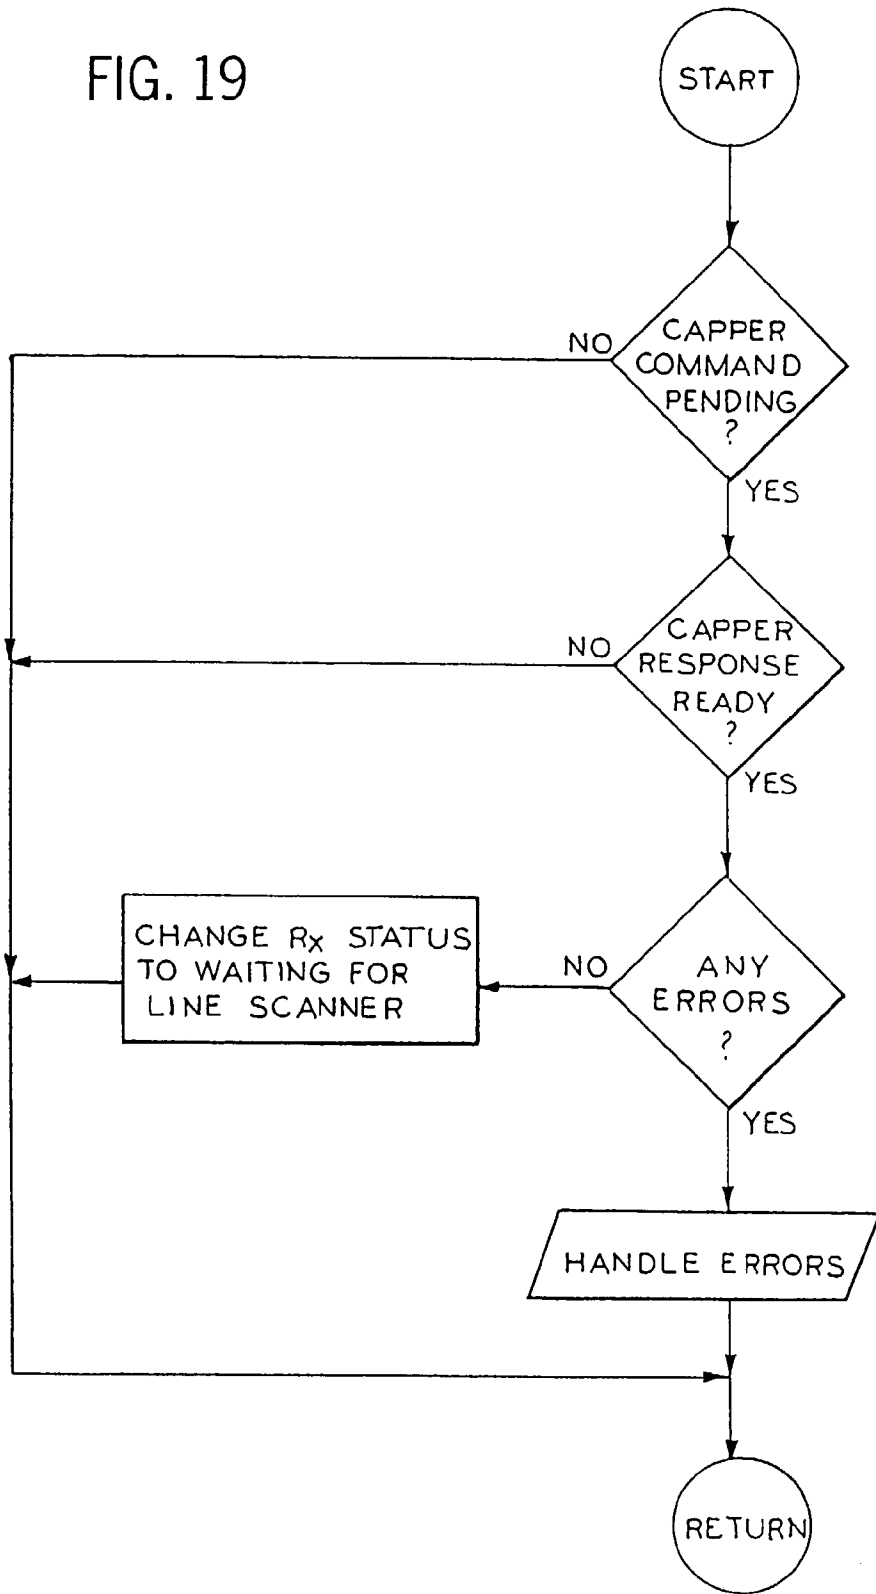 FIG. 19
START
CAPPER
COMMAND
PENDING
?
NO
YES
CAPPER
RESPONSE
READY
?
NO
YES
ANY
ERRORS
?
NO
CHANGE Rx STATUS
TO WAITING FOR
LINE SCANNER
YES
HANDLE ERRORS
RETURN